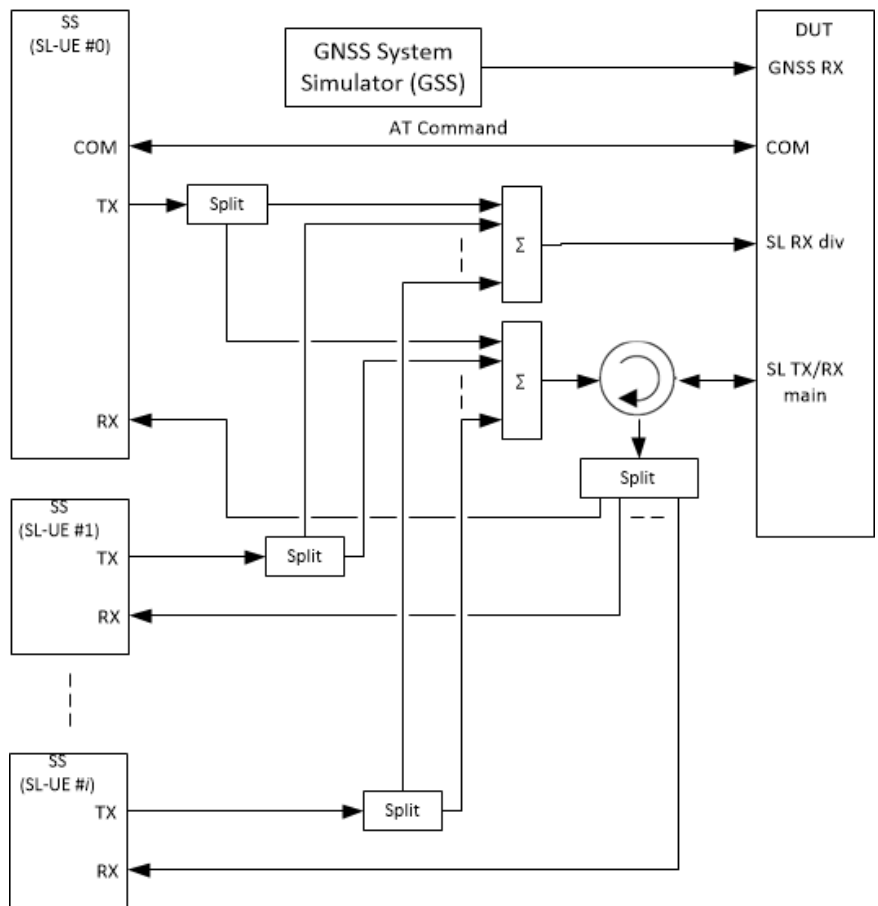 SS
(SL-UE #0)
COM
TX
RX
GNSS System
Simulator (GSS)
AT Command
DUT
GNSS RX
COM
SL RX div
SL TX/RX
main
Split
Σ
Σ
Split
SS
(SL-UE #1)
TX
RX
Split
SS
(SL-UE #i)
TX
RX
Split